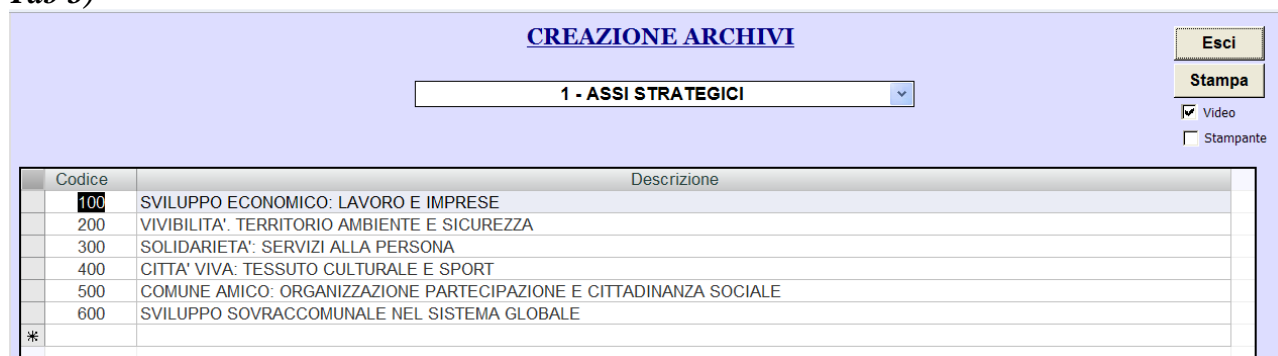 Tab 3)
CREAZIONE ARCHIVI
Esci
1 - ASSI STRATEGICI
Stampa
Video
Stampante
Codice Descrizione
100 SVILUPPO ECONOMICO: LAVORO E IMPRESE
200 VIVIBILITA'. TERRITORIO AMBIENTE E SICUREZZA
300 SOLIDARIETA': SERVIZI ALLA PERSONA
400 CITTA' VIVA: TESSUTO CULTURALE E SPORT
500 COMUNE AMICO: ORGANIZZAZIONE PARTECIPAZIONE E CITTADINANZA SOCIALE
600 SVILUPPO SOVRACCOMUNALE NEL SISTEMA GLOBALE